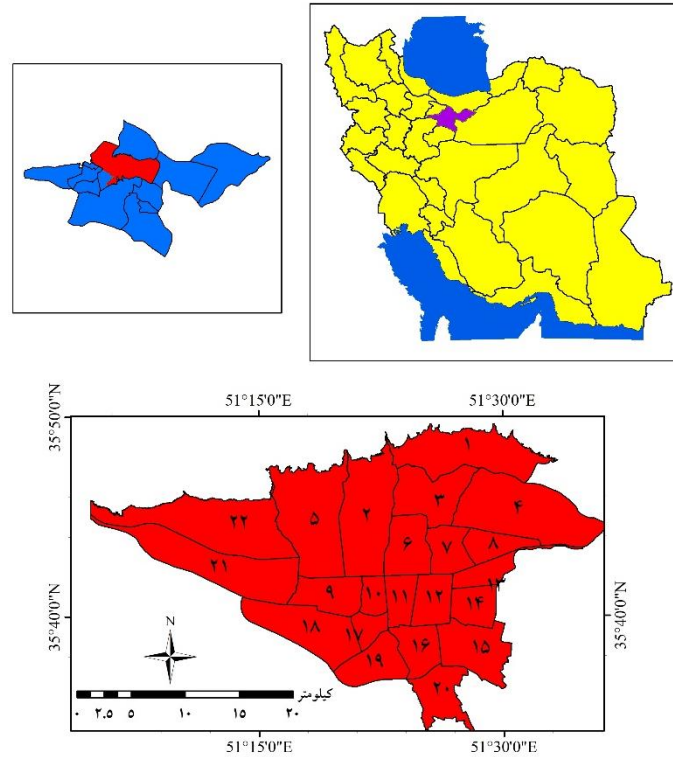 51°15'0"E
51°30'0"E
35°50'0"N
۱
۳
۴
۲۲
۵
۲
۶
۷
۸
۲۱
۹
۱۰
۱۱
۱۲
۱۳
۱۴
35°40'0"N
35°40'0"N
۱۸
۱۷
۱۶
۱۵
۱۹
۲۰
N
کیلومتر
۰ ۲.۵ ۵ ۱۰ ۱۵ ۲۰
51°15'0"E
51°30'0"E